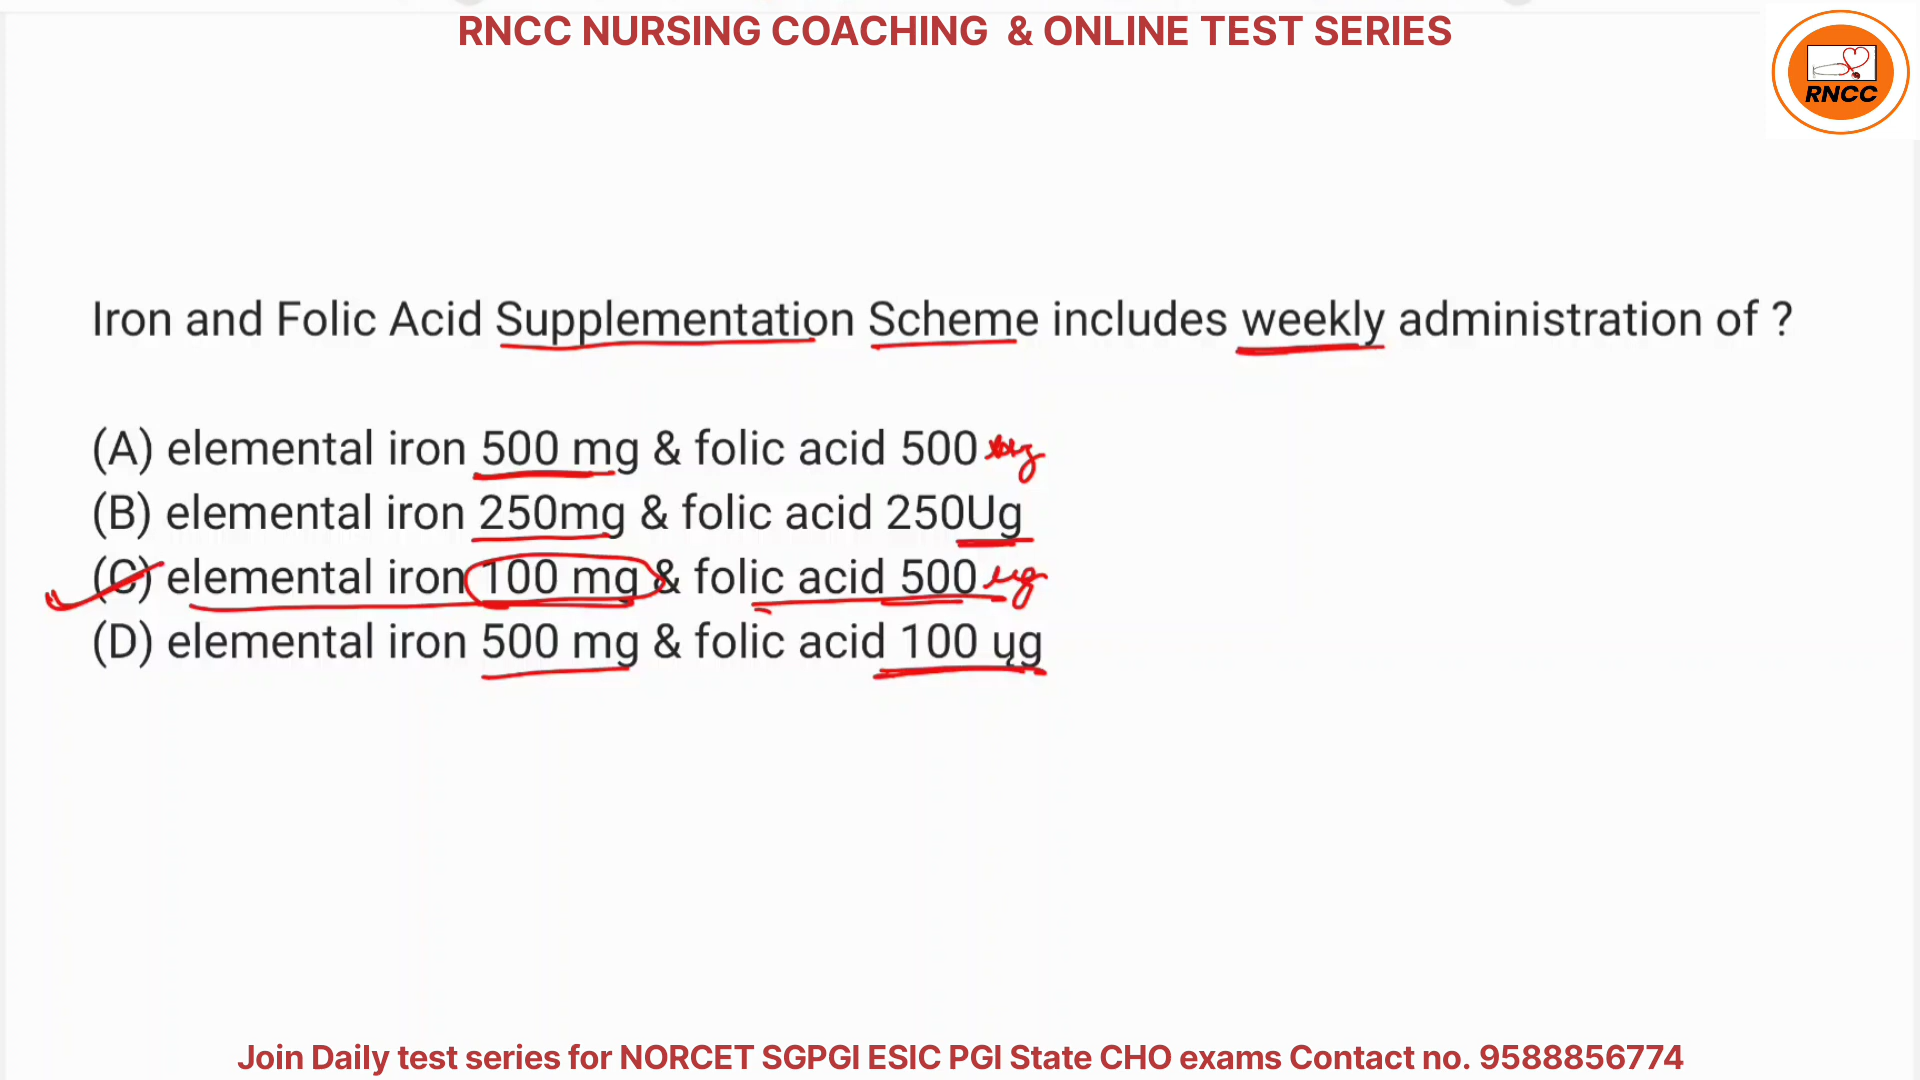 RNCC NURSING COACHING & ONLINE TEST SERIES
RNCC
Iron and Folic Acid Supplementation Scheme includes weekly administration of ?
(A) elemental iron 500 mg & folic acid 500
(B) elemental iron 250mg & folic acid 250Ug
(C) elemental iron 100 mg & folic acid 500 ug
(D) elemental iron 500 mg & folic acid 100 ug
Join Daily test series for NORCET SGPGI ESIC PGI State CHO exams Contact no. 9588856774